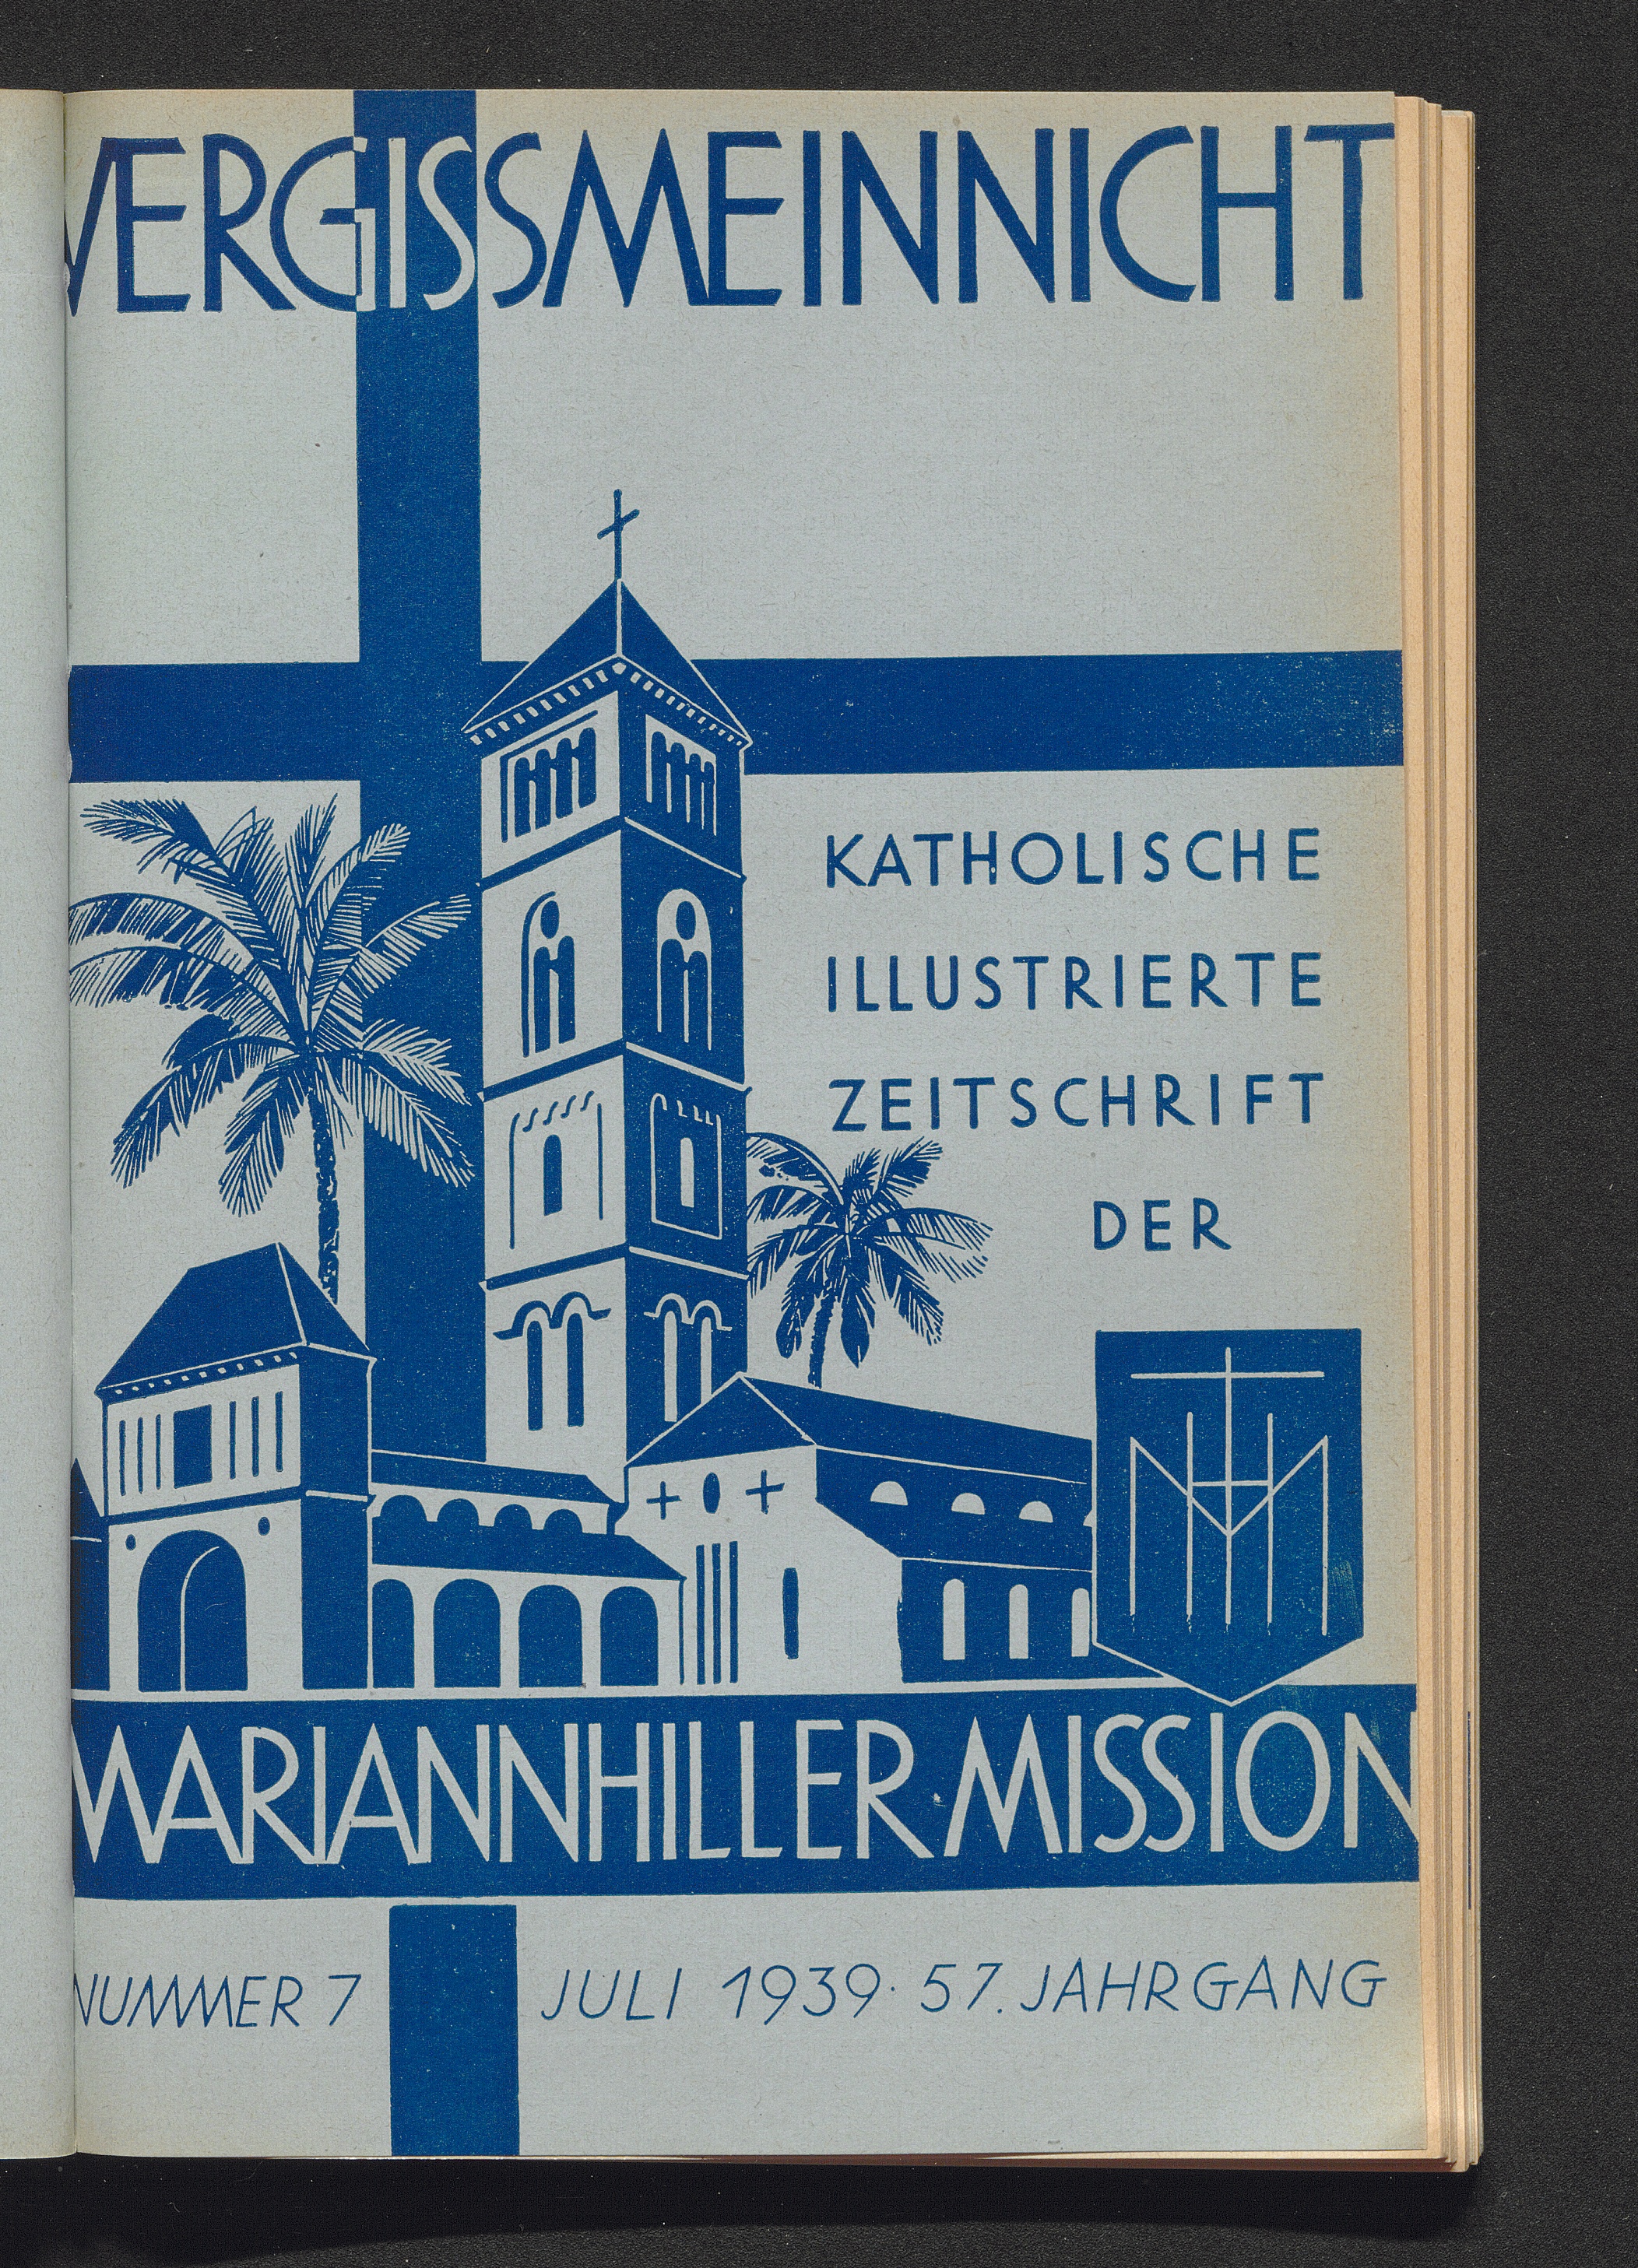 VERGISSMEINNICHT
KATHOLISCHE
ILLUSTRIERTE
ZEITSCHRIFT
DER
MARIANNHILLER·MISSION
NUMMER 7 JULI 1939· 57. JAHRGANG